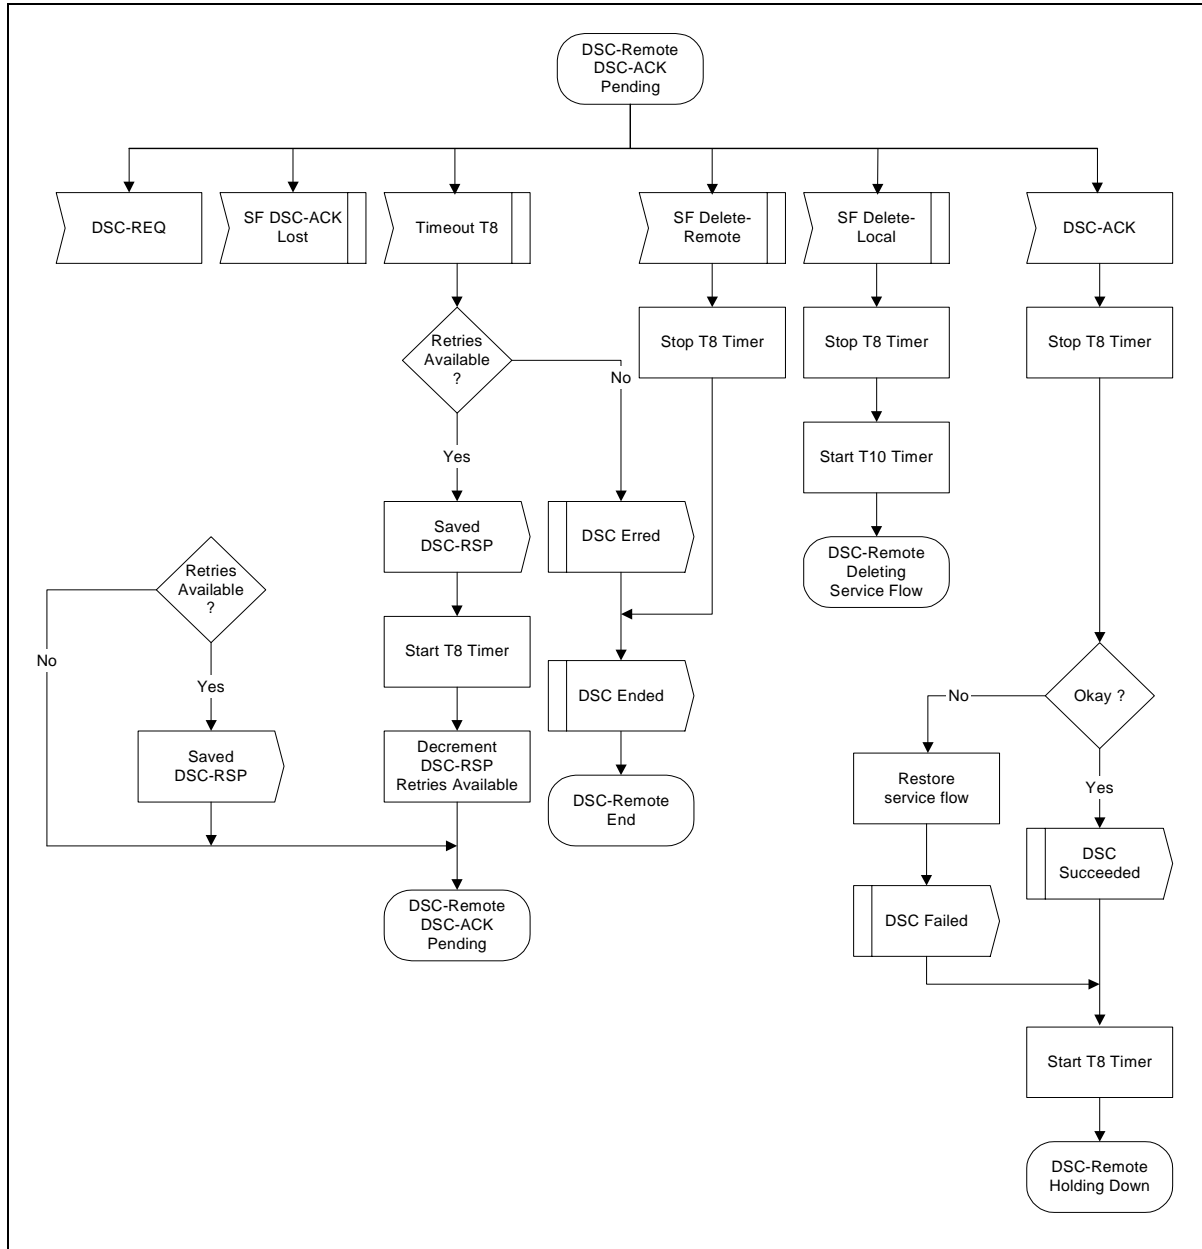 DSC-Remote
DSC-ACK
Pending
DSC-REQ
SF DSC-ACK
Lost
Timeout T8
SF Delete-
Remote
SF Delete-
Local
DSC-ACK
Retries
Available
?
No
Yes
Stop T8 Timer
Stop T8 Timer
Stop T8 Timer
Start T10 Timer
Saved
DSC-RSP
DSC Erred
DSC-Remote
Deleting
Service Flow
Retries
Available
?
No
Yes
Saved
DSC-RSP
Start T8 Timer
Decrement
DSC-RSP
Retries Available
DSC Ended
DSC-Remote
End
DSC-Remote
DSC-ACK
Pending
Okay ?
No
Yes
Restore
service flow
DSC Failed
DSC
Succeeded
Start T8 Timer
DSC-Remote
Holding Down